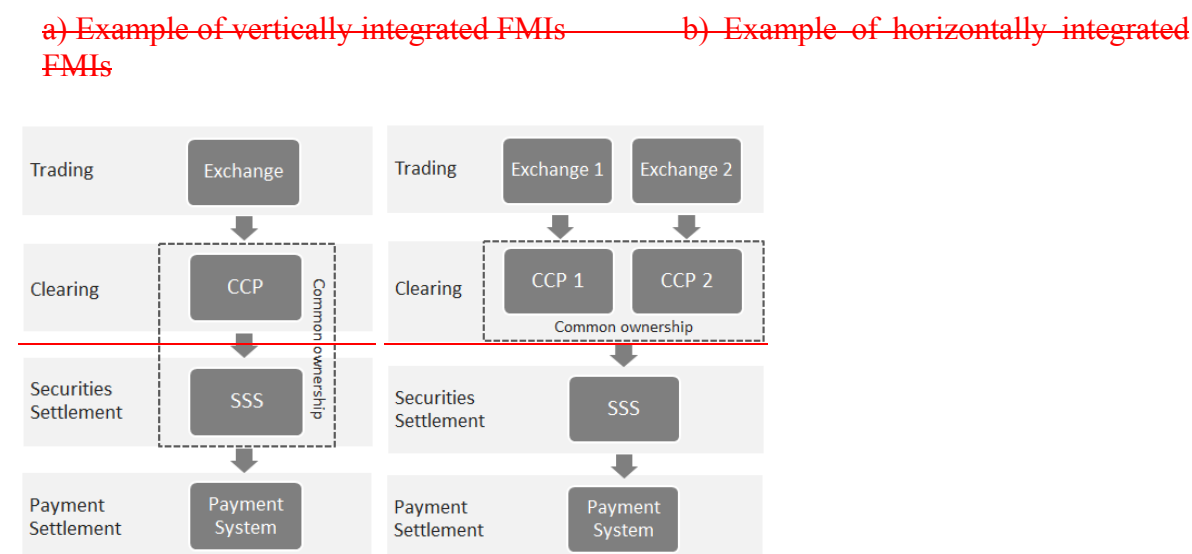 a) Example of vertically integrated FMIs b) Example of horizontally integrated
FMIs
Trading
Exchange
Clearing
CCP
Common ownership
Securities
Settlement
SSS
Payment
Settlement
Payment
System
Trading
Exchange 1
Exchange 2
Clearing
CCP 1
CCP 2
Common ownership
Securities
Settlement
SSS
Payment
Settlement
Payment
System